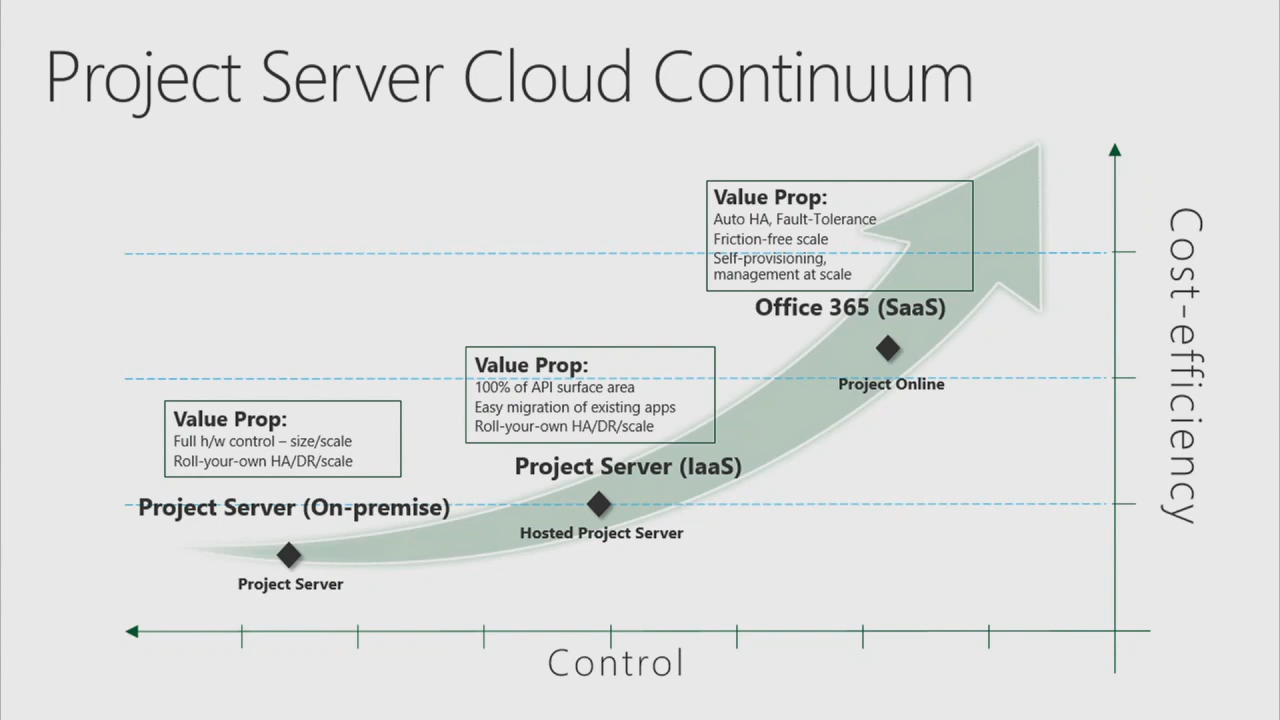 Project Server Cloud Continuum
Value Prop:
Auto HA, Fault-Tolerance
Friction-free scale
Self-provisioning,
management at scale
Office 365 (SaaS)
Project Online
Value Prop:
100% of API surface area
Easy migration of existing apps
Roll-your-own HA/DR/scale
Project Server (IaaS)
Hosted Project Server
Value Prop:
Full h/w control – size/scale
Roll-your-own HA/DR/scale
Project Server (On-premise)
Project Server
Control
Cost-efficiency